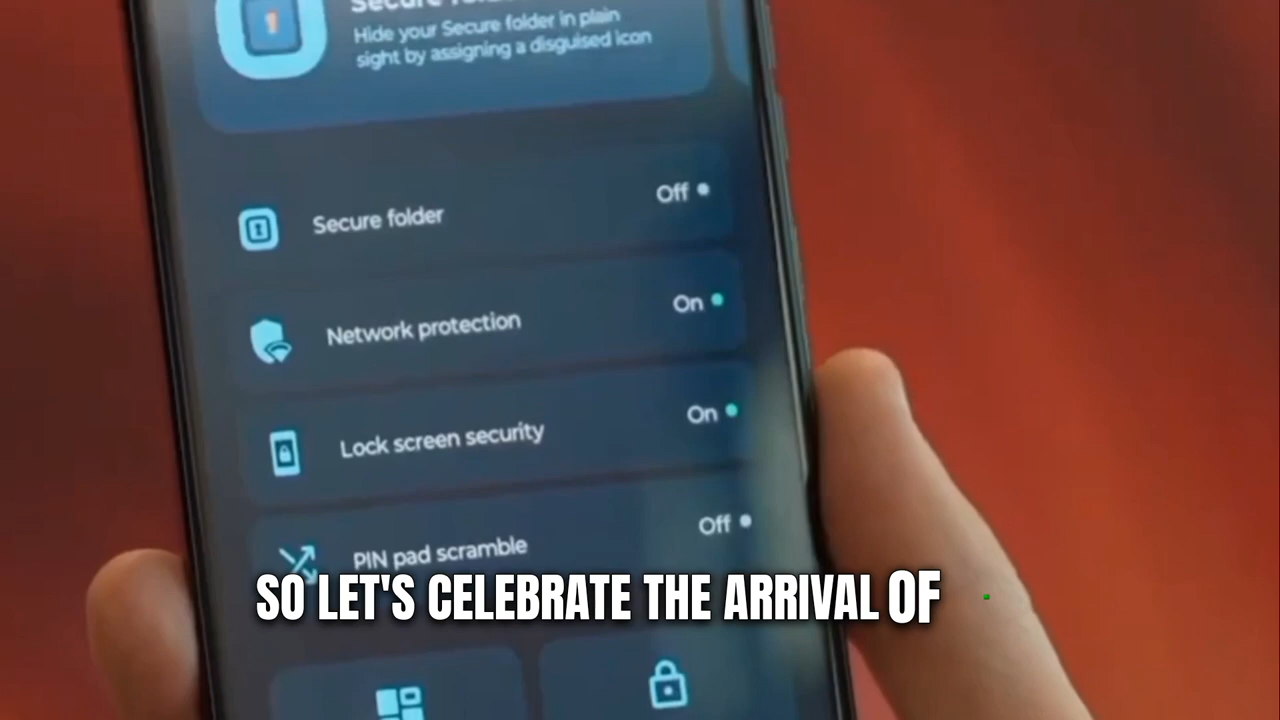 Secure
Hide your Secure folder in plain
sight by assigning a disguised icon
Secure folder
Off
Network protection
On
Lock screen security
On
PIN pad scramble
Off
SO LET'S CELEBRATE THE ARRIVAL OF